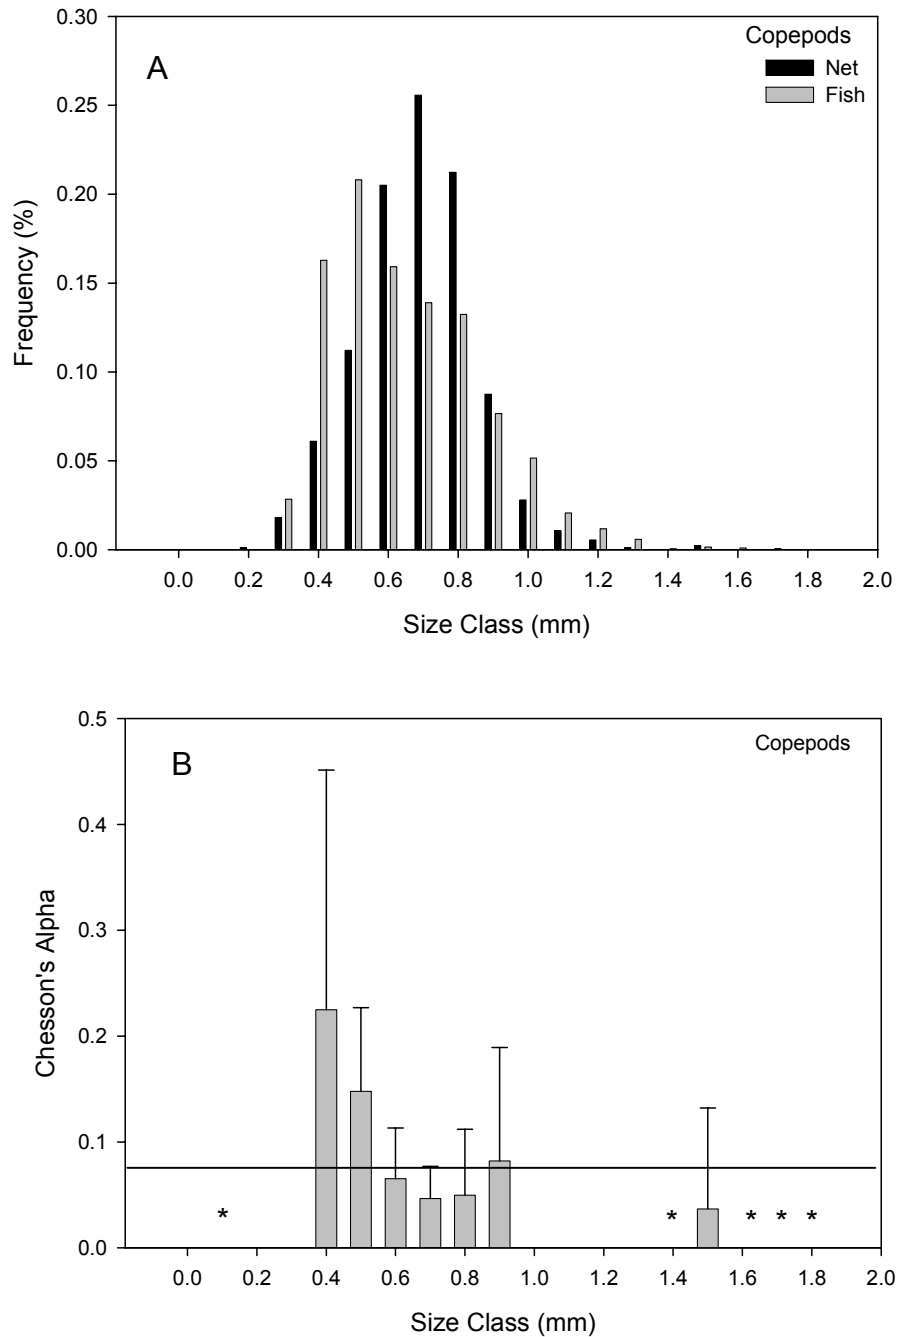 0.30
Copepods
A
Net
Fish
0.25
0.20
0.15
0.10
0.05
0.00
Frequency (%)
0.0 0.2 0.4 0.6 0.8 1.0 1.2 1.4 1.6 1.8 2.0
Size Class (mm)
0.5
Copepods
B
0.4
0.3
0.2
0.1
0.0
Chesson's Alpha
* * * * *
0.0 0.2 0.4 0.6 0.8 1.0 1.2 1.4 1.6 1.8 2.0
Size Class (mm)